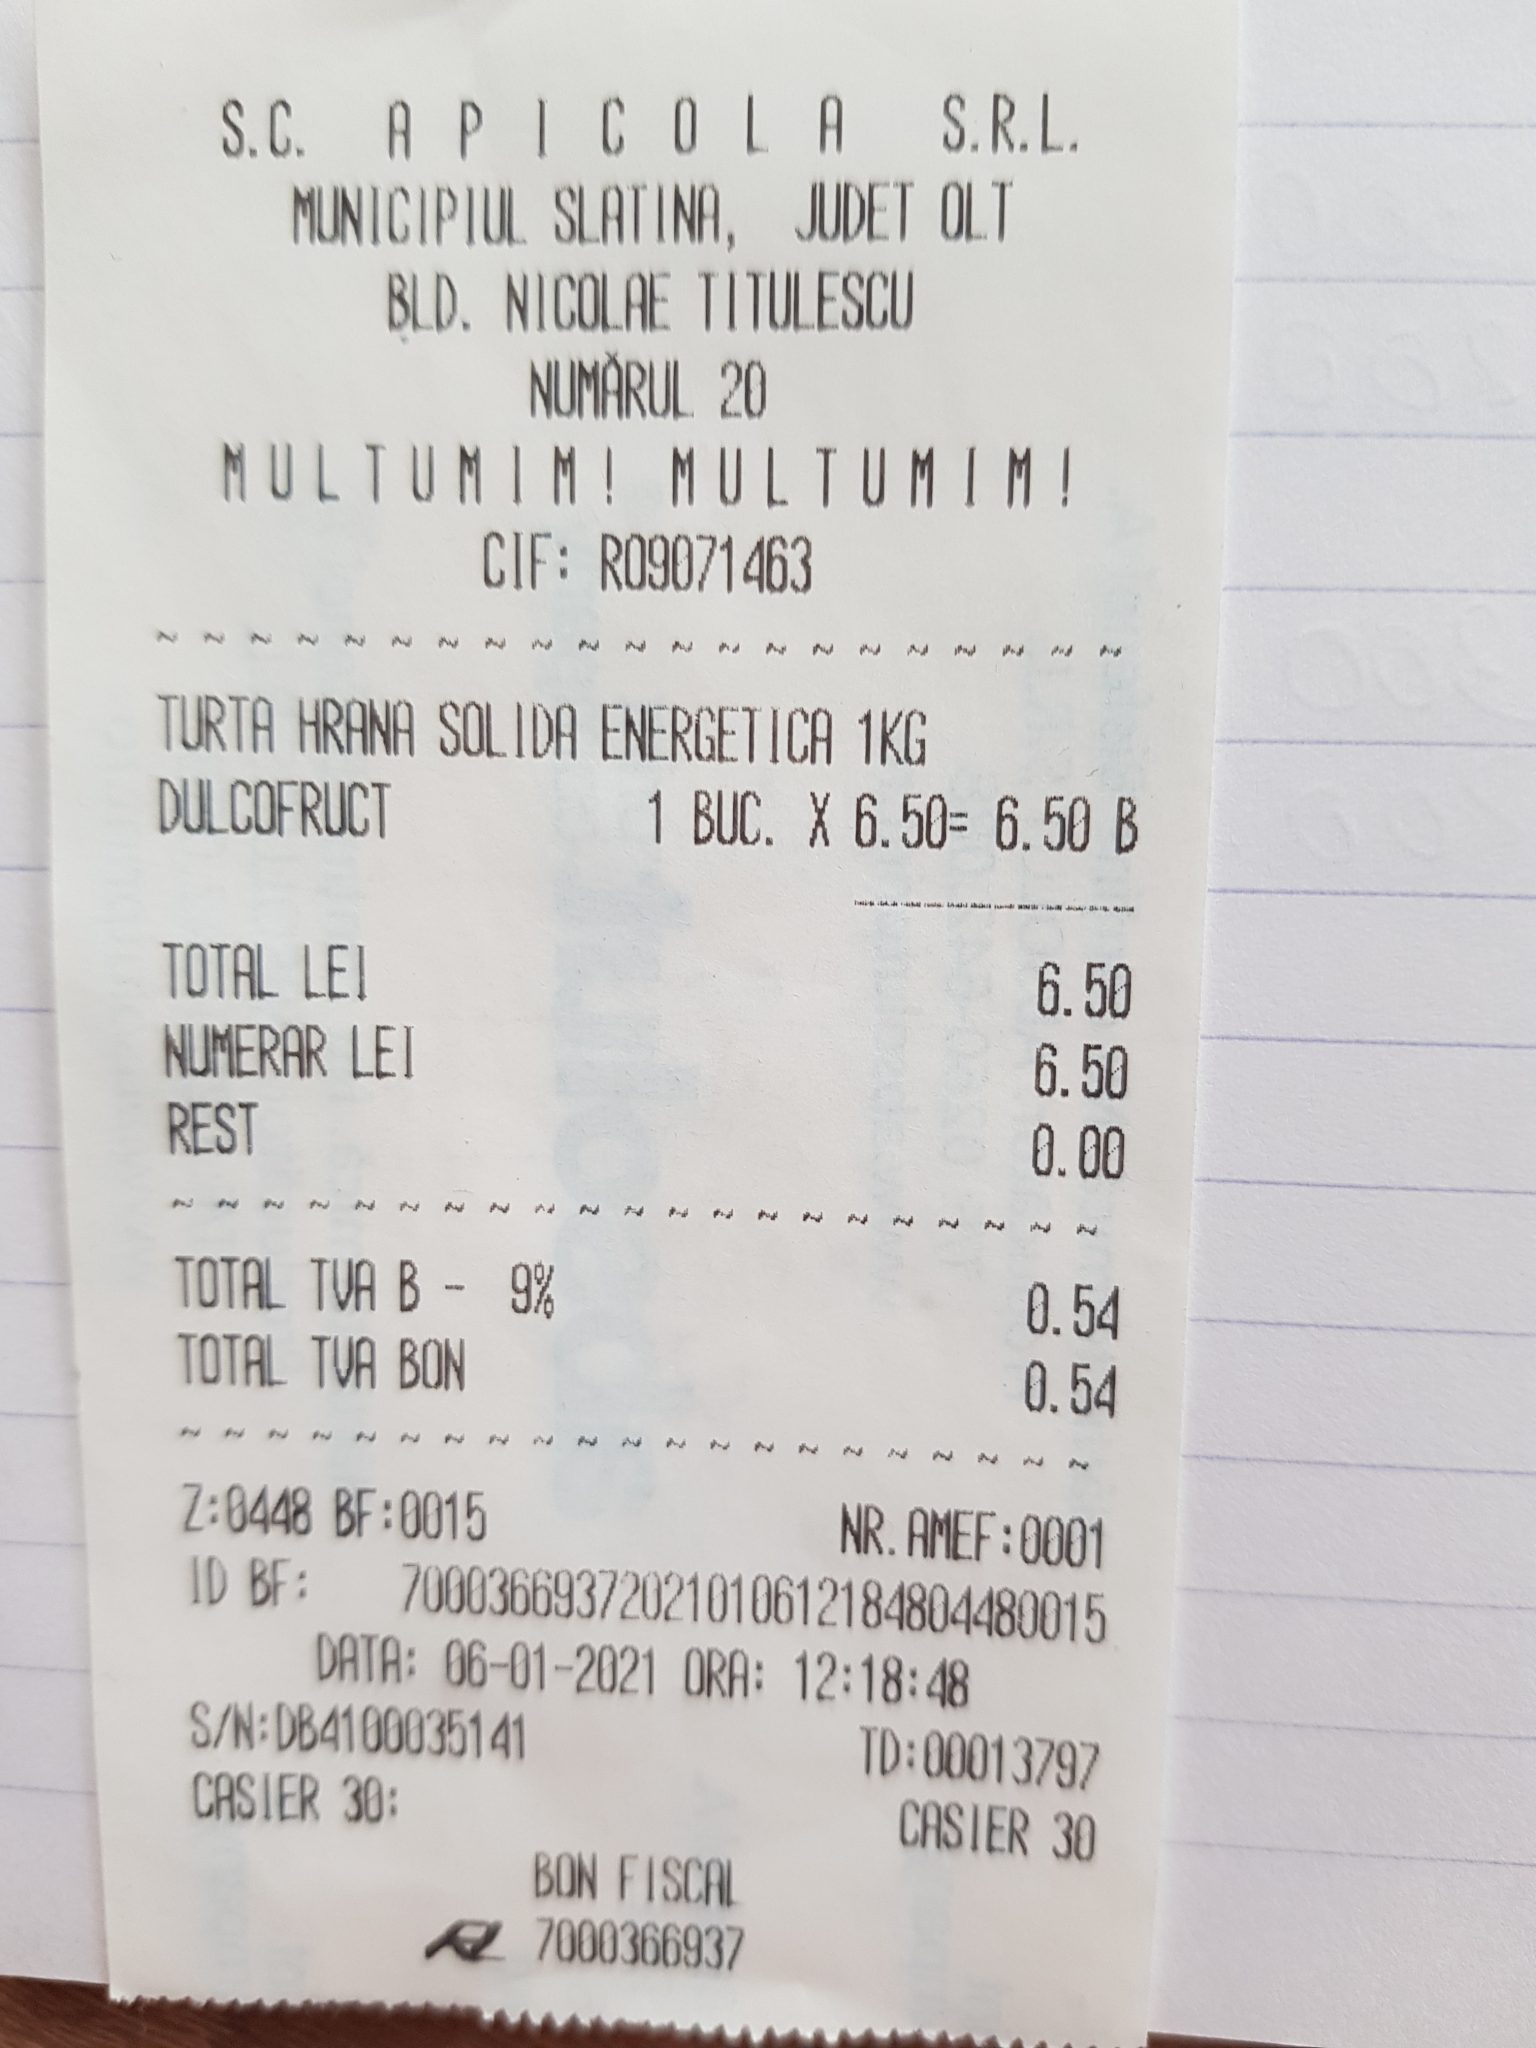 S.C. A P I C O L A S.R.L.
MUNICIPIUL SLATINA, JUDET OLT
BLD. NICOLAE TITULESCU
NUMĂRUL 20
M U L T U M I M ! M U L T U M I M !
CIF: RO9071463
~ ~ ~ ~ ~ ~ ~ ~ ~ ~ ~ ~ ~ ~ ~ ~ ~ ~ ~ ~ ~
TURTA HRANA SOLIDA ENERGETICA 1KG
DULCOFRUCT 1 BUC. X 6.50= 6.50 B
TOTAL LEI 6.50
NUMERAR LEI 6.50
REST 0.00
~ ~ ~ ~ ~ ~ ~ ~ ~ ~ ~ ~ ~ ~ ~ ~ ~ ~ ~ ~ ~
TOTAL TVA B - 9% 0.54
TOTAL TVA BON 0.54
~ ~ ~ ~ ~ ~ ~ ~ ~ ~ ~ ~ ~ ~ ~ ~ ~ ~ ~ ~ ~
Z:0448 BF:0015 NR.AMEF:0001
ID BF: 70003669372021010612184804480015
DATA: 06-01-2021 ORA: 12:18:48
S/N:DB4100035141 TD:00013797
CASIER 30: CASIER 30
BON FISCAL
7000366937